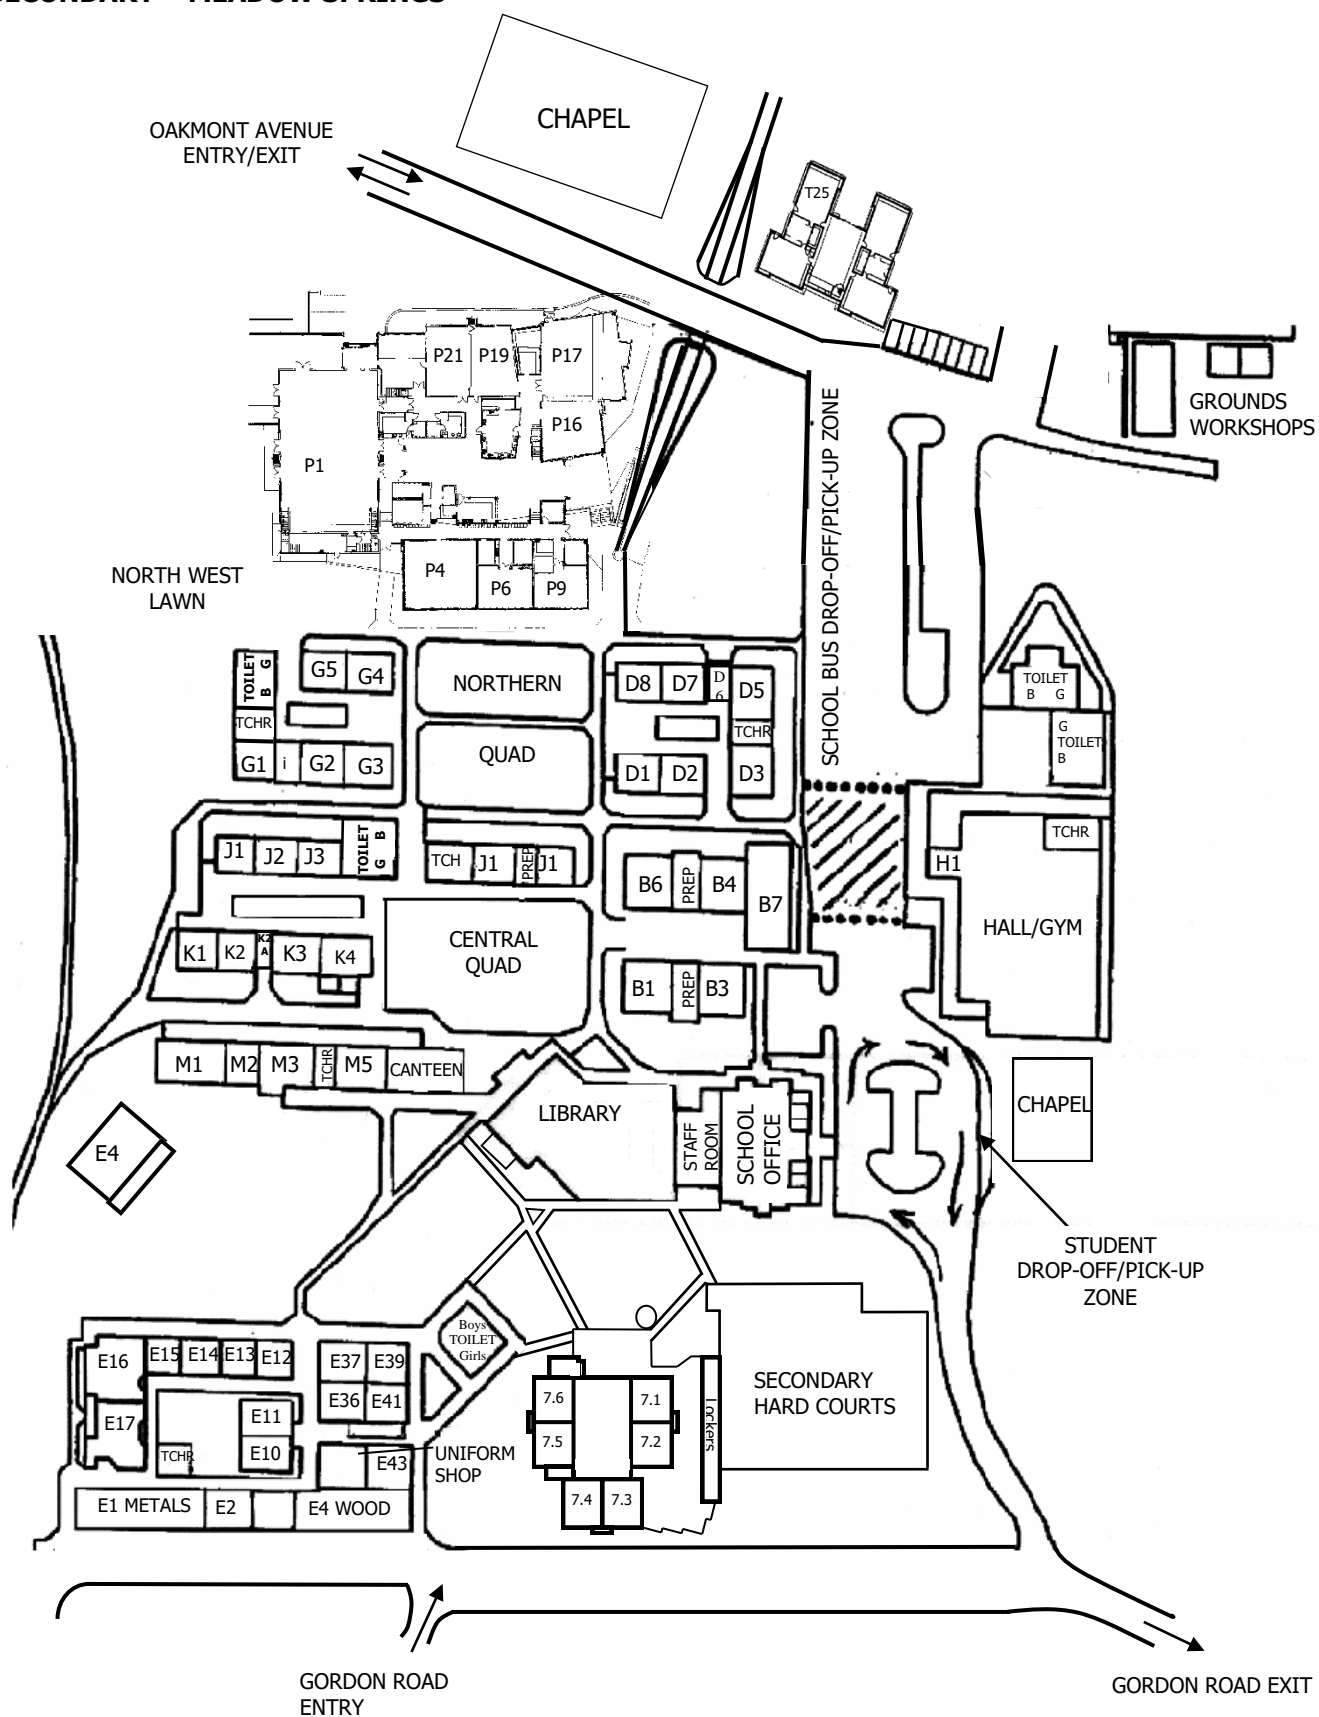 CHAPEL
OAKMONT AVENUE
ENTRY/EXIT
T25
P21
P19
P17
P16
P1
GROUNDS
WORKSHOPS
SCHOOL BUS DROP-OFF/PICK-UP ZONE
P4
P6
P9
NORTH WEST
LAWN
TOILET
B G
G5
G4
TCHR
G1
i
G2
G3
NORTHERN
QUAD
D8
D7
D
6
D5
TCHR
D1
D2
D3
TOILET
B G
G
TOILET
B
J1
J2
J3
TOILET
G B
TCH
J1
PREP
J1
B6
PREP
B4
B7
TCHR
H1
HALL/GYM
K1
K2
K2
A
K3
K4
CENTRAL
QUAD
B1
PREP
B3
M1
M2
M3
TCHR
M5
CANTEEN
LIBRARY
STAFF
ROOM
SCHOOL
OFFICE
CHAPEL
E4
STUDENT
DROP-OFF/PICK-UP
ZONE
Boys
TOILET
Girls
E16
E15
E14
E13
E12
E37
E39
E36
E41
E17
E11
E10
TCHR
UNIFORM
SHOP
E43
E1 METALS
E2
E4 WOOD
7.6
7.1
7.5
7.2
7.4
7.3
Lockers
SECONDARY
HARD COURTS
GORDON ROAD
ENTRY
GORDON ROAD EXIT